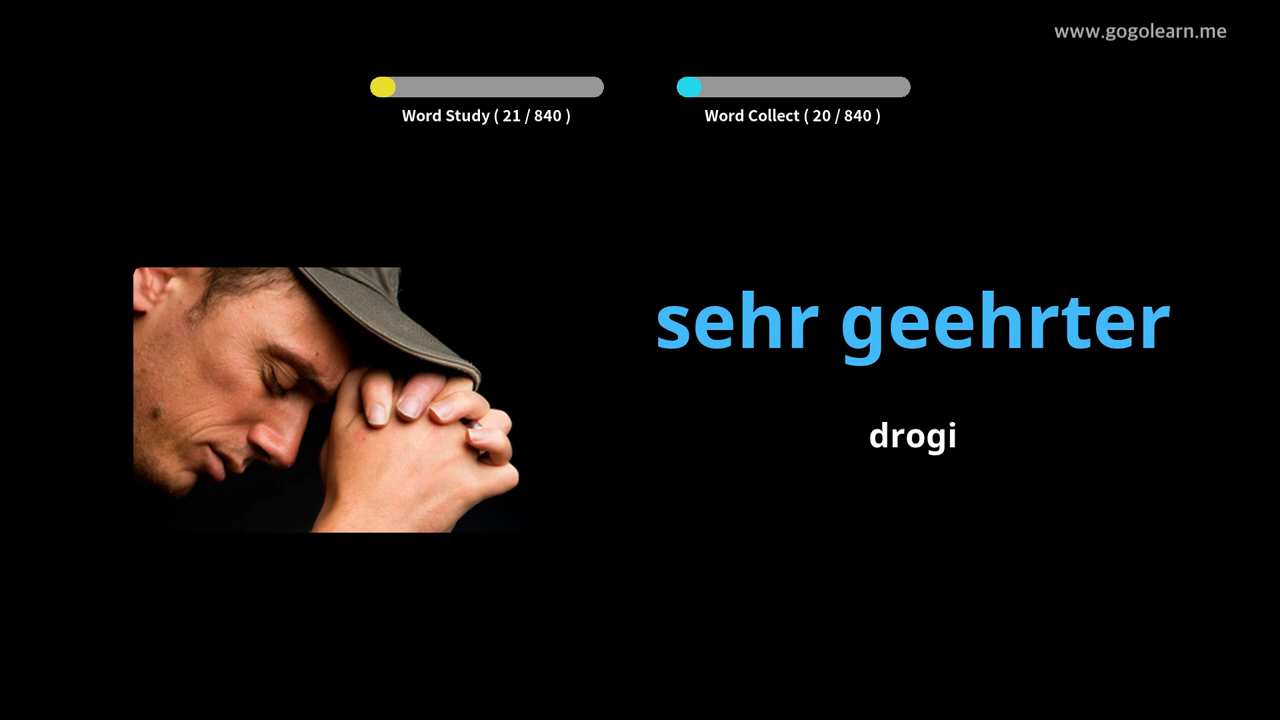 www.gogolearn.me
Word Study ( 21 / 840 )
Word Collect ( 20 / 840 )
sehr geehrter
drogi